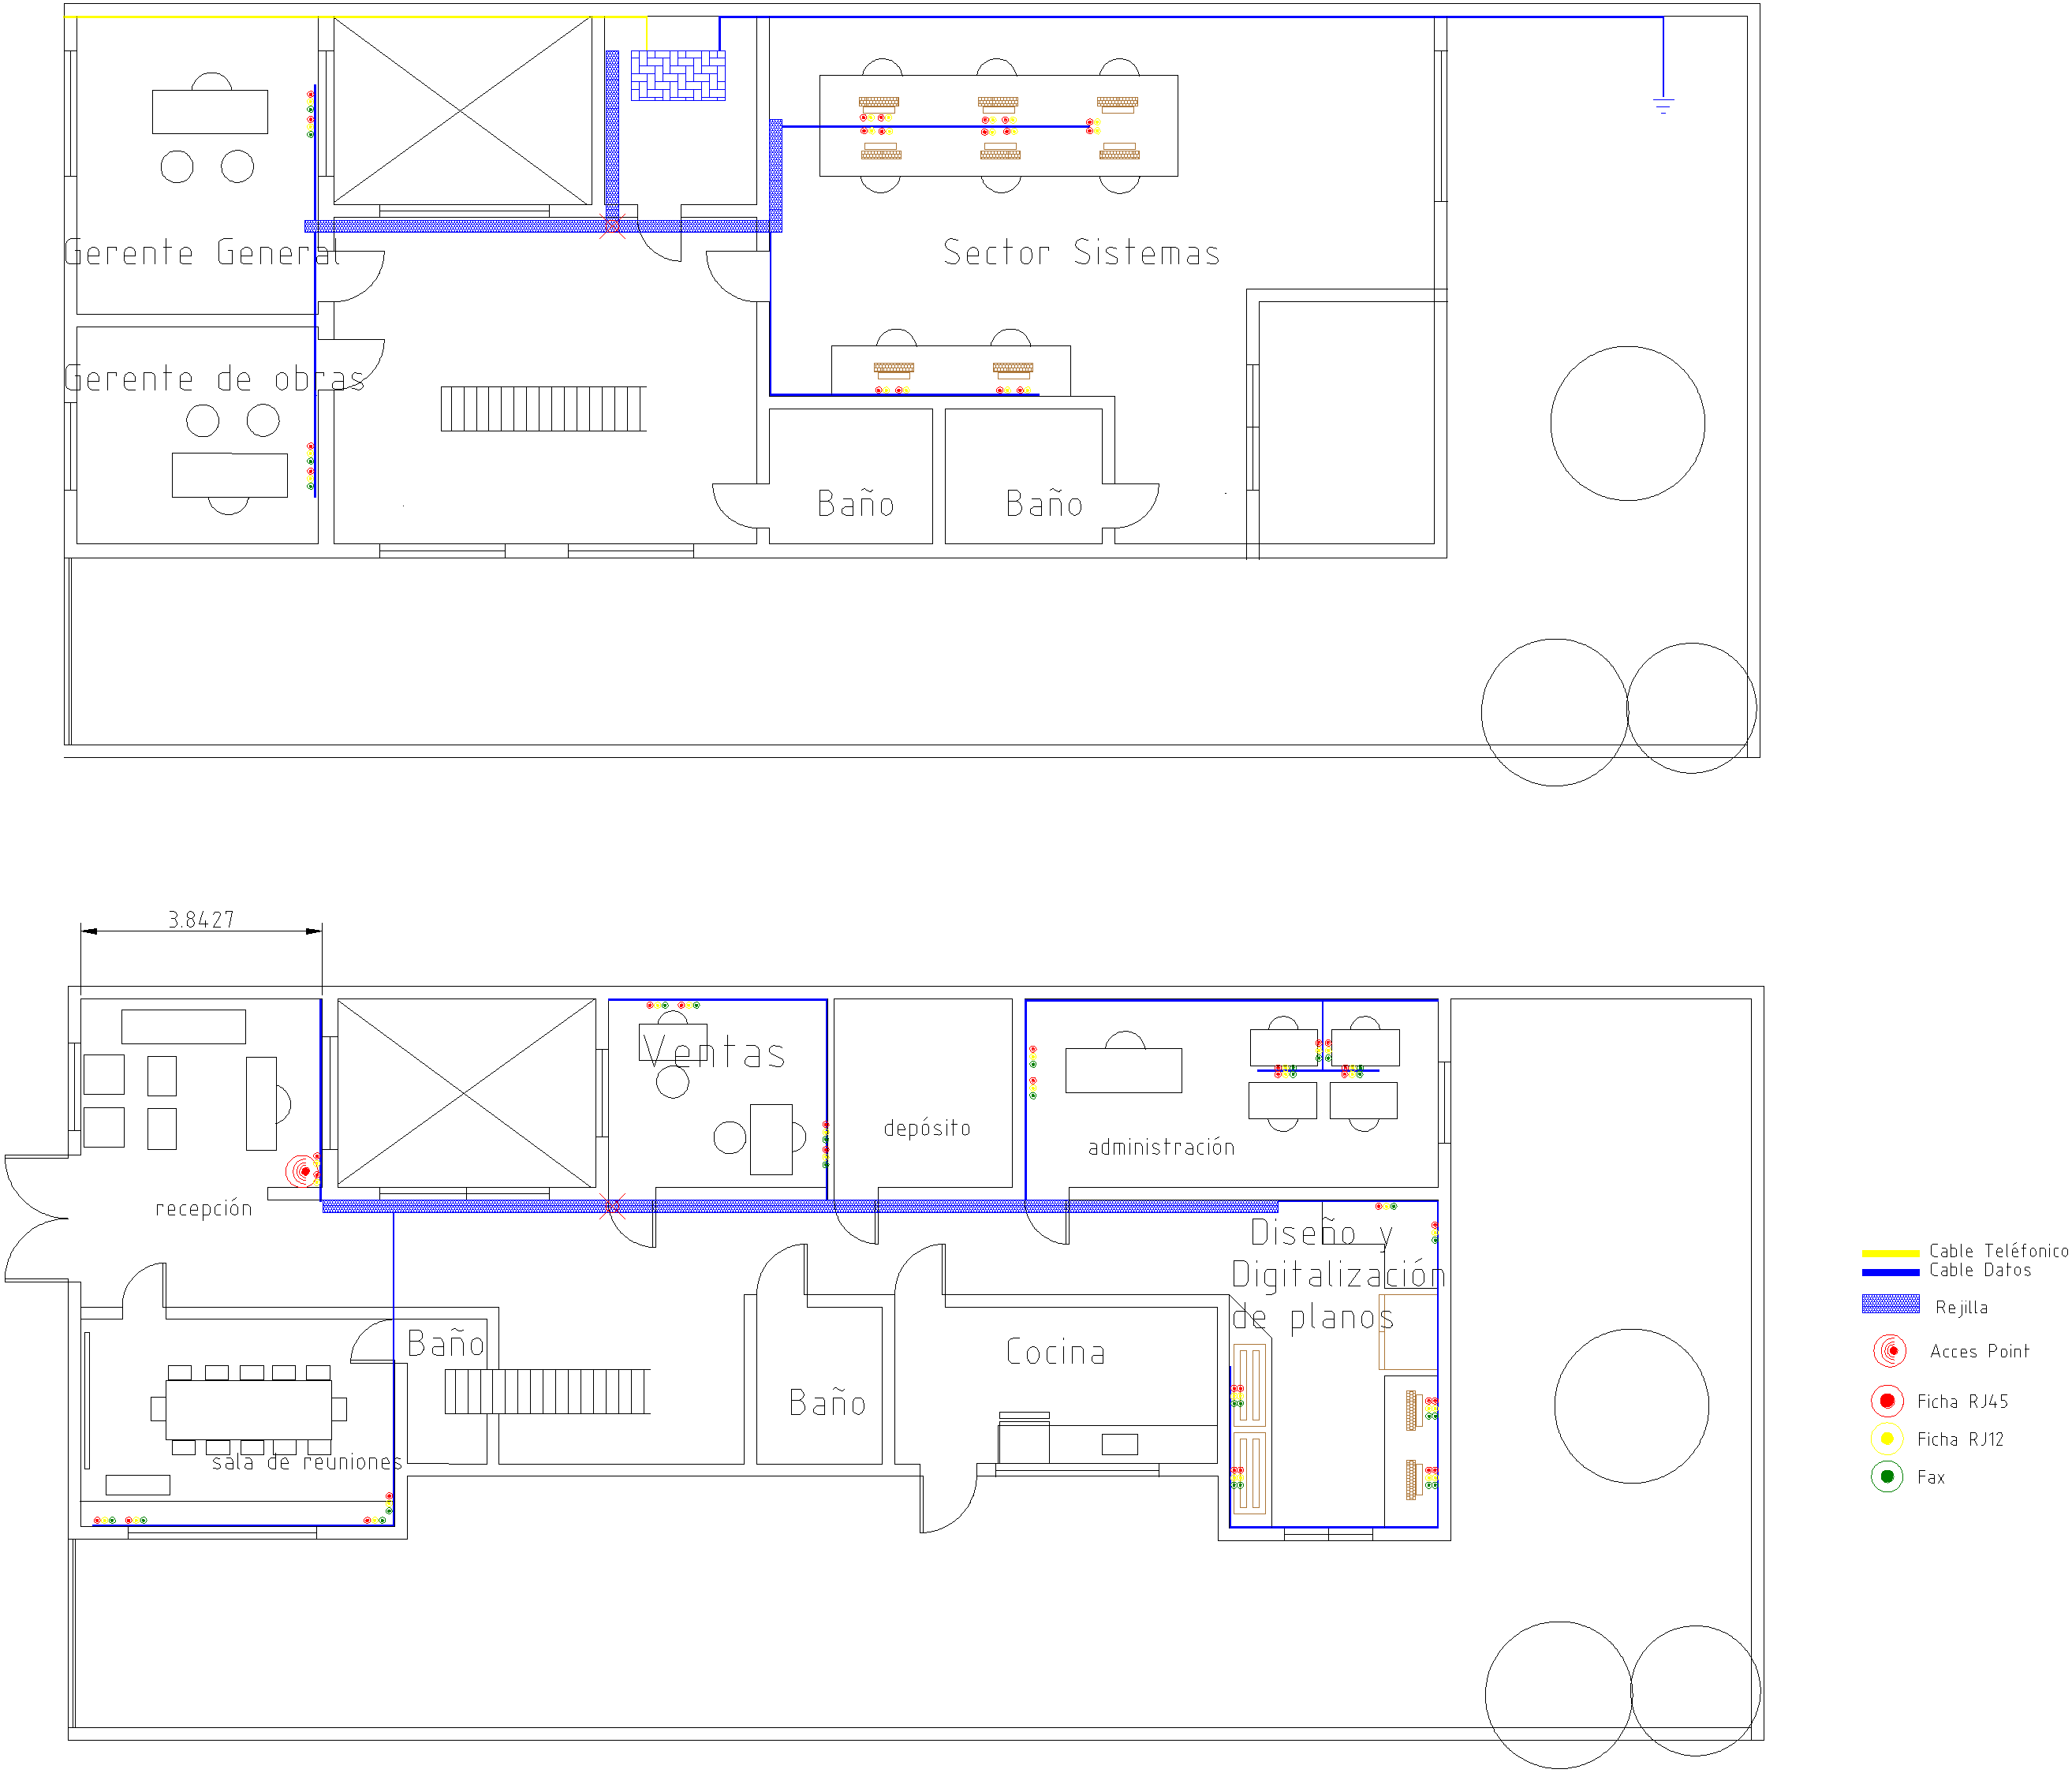 Gerente General
Sector Sistemas
Gerente de obras
Baño
Baño
3.8427
Ventas
depósito
administración
recepción
Diseño y
Digitalización
de planos
Baño
Cocina
Baño
sala de reuniones
Cable Teléfonico
Cable Datos
Rejilla
Acces Point
Ficha RJ45
Ficha RJ12
Fax